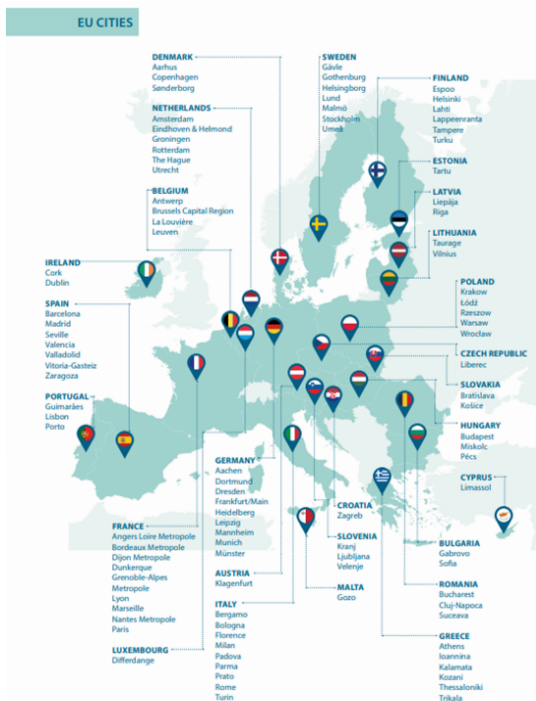 EU CITIES
DENMARK
Aarhus
Copenhagen
Sønderborg
NETHERLANDS
Amsterdam
Eindhoven & Helmond
Groningen
Rotterdam
The Hague
Utrecht
BELGIUM
Antwerp
Brussels Capital Region
La Louvière
Leuven
IRELAND
Cork
Dublin
SPAIN
Barcelona
Madrid
Seville
Valencia
Valladolid
Vitoria-Gasteiz
Zaragoza
PORTUGAL
Guimarães
Lisbon
Porto
SWEDEN
Gävle
Gothenburg
Helsingborg
Lund
Malmö
Stockholm
Umeå
FINLAND
Espoo
Helsinki
Lahti
Lappeenranta
Tampere
Turku
ESTONIA
Tartu
LATVIA
Liepāja
Riga
LITHUANIA
Taurage
Vilnius
POLAND
Krakow
Łódź
Rzeszow
Warsaw
Wrocław
CZECH REPUBLIC
Liberec
SLOVAKIA
Bratislava
Košice
HUNGARY
Budapest
Miskolc
Pécs
CYPRUS
Limassol
GERMANY
Aachen
Dortmund
Dresden
Frankfurt/Main
Heidelberg
Leipzig
Mannheim
Munich
Münster
FRANCE
Angers Loire Metropole
Bordeaux Metropole
Dijon Metropole
Dunkerque
Grenoble-Alpes
Metropole
Lyon
Marseille
Nantes Metropole
Paris
LUXEMBOURG
Differdange
AUSTRIA
Klagenfurt
ITALY
Bergamo
Bologna
Florence
Milan
Padova
Parma
Prato
Rome
Turin
CROATIA
Zagreb
SLOVENIA
Kranj
Ljubljana
Velenje
MALTA
Gozo
BULGARIA
Gabrovo
Sofia
ROMANIA
Bucharest
Cluj-Napoca
Suceava
GREECE
Athens
Ioannina
Kalamata
Kozani
Thessaloniki
Trikala